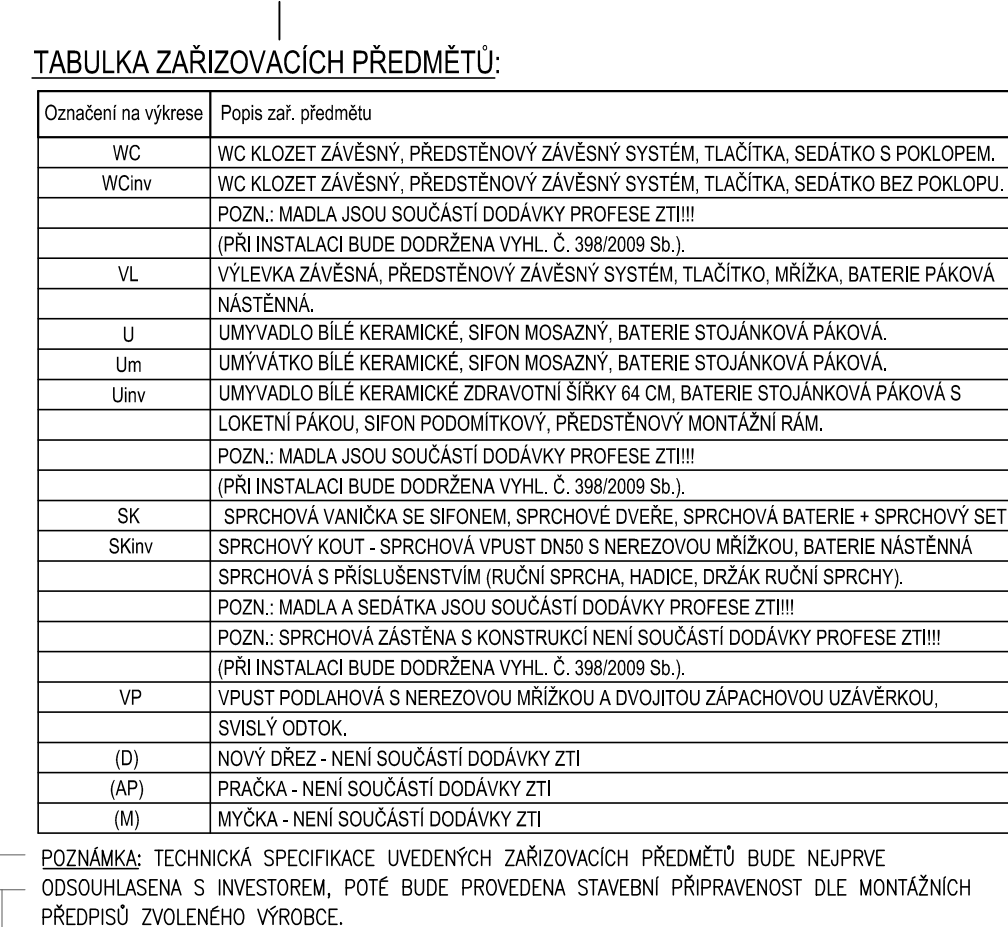 TABULKA ZAŘIZOVACÍCH PŘEDMĚTŮ:
Označení na výkrese Popis zař. předmětu
WC WC KLOZET ZÁVĚSNÝ, PŘEDSTĚNOVÝ ZÁVĚSNÝ SYSTÉM, TLAČÍTKA, SEDÁTKO S POKLOPEM.
WCinv WC KLOZET ZÁVĚSNÝ, PŘEDSTĚNOVÝ ZÁVĚSNÝ SYSTÉM, TLAČÍTKA, SEDÁTKO BEZ POKLOPU.
POZN.: MADLA JSOU SOUČÁSTÍ DODÁVKY PROFESE ZTI!!!
(PŘI INSTALACI BUDE DODRŽENA VYHL. Č. 398/2009 Sb.).
VL VÝLEVKA ZÁVĚSNÁ, PŘEDSTĚNOVÝ ZÁVĚSNÝ SYSTÉM, TLAČÍTKO, MŘÍŽKA, BATERIE PÁKOVÁ
NÁSTĚNNÁ.
U UMYVADLO BÍLÉ KERAMICKÉ, SIFON MOSAZNÝ, BATERIE STOJÁNKOVÁ PÁKOVÁ.
Um UMÝVÁTKO BÍLÉ KERAMICKÉ, SIFON MOSAZNÝ, BATERIE STOJÁNKOVÁ PÁKOVÁ.
Uinv UMYVADLO BÍLÉ KERAMICKÉ ZDRAVOTNÍ ŠÍŘKY 64 CM, BATERIE STOJÁNKOVÁ PÁKOVÁ S
LOKETNÍ PÁKOU, SIFON PODOMÍTKOVÝ, PŘEDSTĚNOVÝ MONTÁŽNÍ RÁM.
POZN.: MADLA JSOU SOUČÁSTÍ DODÁVKY PROFESE ZTI!!!
(PŘI INSTALACI BUDE DODRŽENA VYHL. Č. 398/2009 Sb.).
SK SPRCHOVÁ VANIČKA SE SIFONEM, SPRCHOVÉ DVEŘE, SPRCHOVÁ BATERIE + SPRCHOVÝ SET
SKinv SPRCHOVÝ KOUT - SPRCHOVÁ VPUST DN50 S NEREZOVOU MŘÍŽKOU, BATERIE NÁSTĚNNÁ
SPRCHOVÁ S PŘÍSLUŠENSTVÍM (RUČNÍ SPRCHA, HADICE, DRŽÁK RUČNÍ SPRCHY).
POZN.: MADLA A SEDÁTKA JSOU SOUČÁSTÍ DODÁVKY PROFESE ZTI!!!
POZN.: SPRCHOVÁ ZÁSTĚNA S KONSTRUKCÍ NENÍ SOUČÁSTÍ DODÁVKY PROFESE ZTI!!!
(PŘI INSTALACI BUDE DODRŽENA VYHL. Č. 398/2009 Sb.).
VP VPUST PODLAHOVÁ S NEREZOVOU MŘÍŽKOU A DVOJITOU ZÁPACHOVOU UZÁVĚRKOU,
SVISLÝ ODTOK.
(D) NOVÝ DŘEZ - NENÍ SOUČÁSTÍ DODÁVKY ZTI
(AP) PRAČKA - NENÍ SOUČÁSTÍ DODÁVKY ZTI
(M) MYČKA - NENÍ SOUČÁSTÍ DODÁVKY ZTI
POZNÁMKA: TECHNICKÁ SPECIFIKACE UVEDENÝCH ZAŘIZOVACÍCH PŘEDMĚTŮ BUDE NEJPRVE
ODSOUHLASENA S INVESTOREM, POTÉ BUDE PROVEDENA STAVEBNÍ PŘIPRAVENOST DLE MONTÁŽNÍCH
PŘEDPISŮ ZVOLENÉHO VÝROBCE.